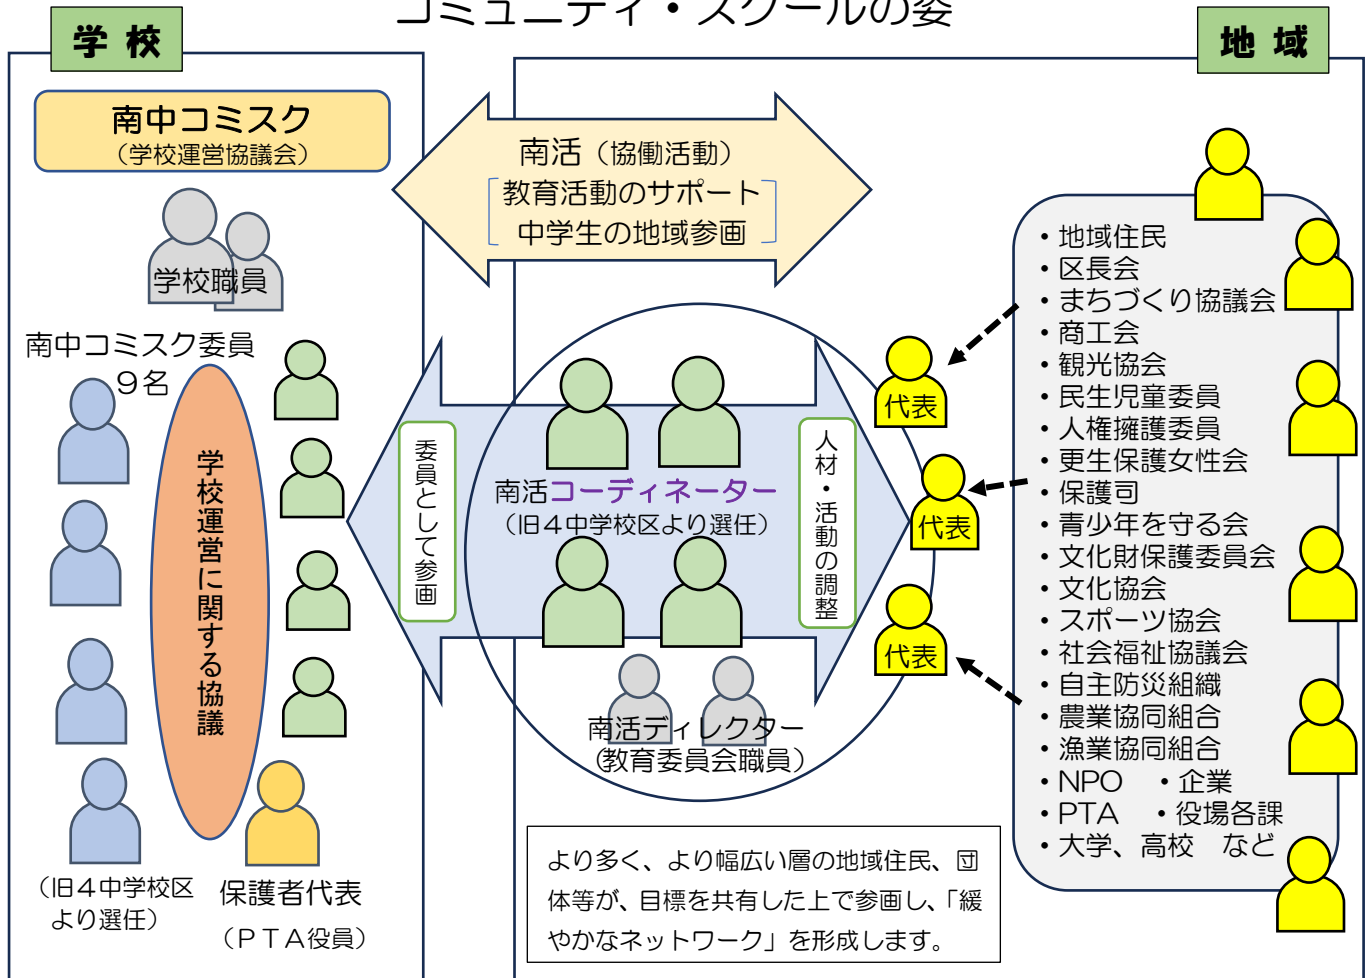 コミュニティ・スクールの姿
学校
地域
南中コミスク
（学校運営協議会）
学校職員
南中コミスク委員
９名
学校運営に関する協議
（旧４中学校区
より選任）
保護者代表
（ＰＴＡ役員）
南活（協働活動）
教育活動のサポート
中学生の地域参画
委員として参画
南活コーディネーター
（旧４中学校区より選任）
人材・活動の調整
南活ディレクター
（教育委員会職員）
代表
代表
代表
・地域住民
・区長会
・まちづくり協議会
・商工会
・観光協会
・民生児童委員
・人権擁護委員
・更生保護女性会
・保護司
・青少年を守る会
・文化財保護委員会
・文化協会
・スポーツ協会
・社会福祉協議会
・自主防災組織
・農業協同組合
・漁業協同組合
・NPO　・企業
・PTA　・役場各課
・大学、高校　など
より多く、より幅広い層の地域住民、団
体等が、目標を共有した上で参画し、「緩
やかなネットワーク」を形成します。